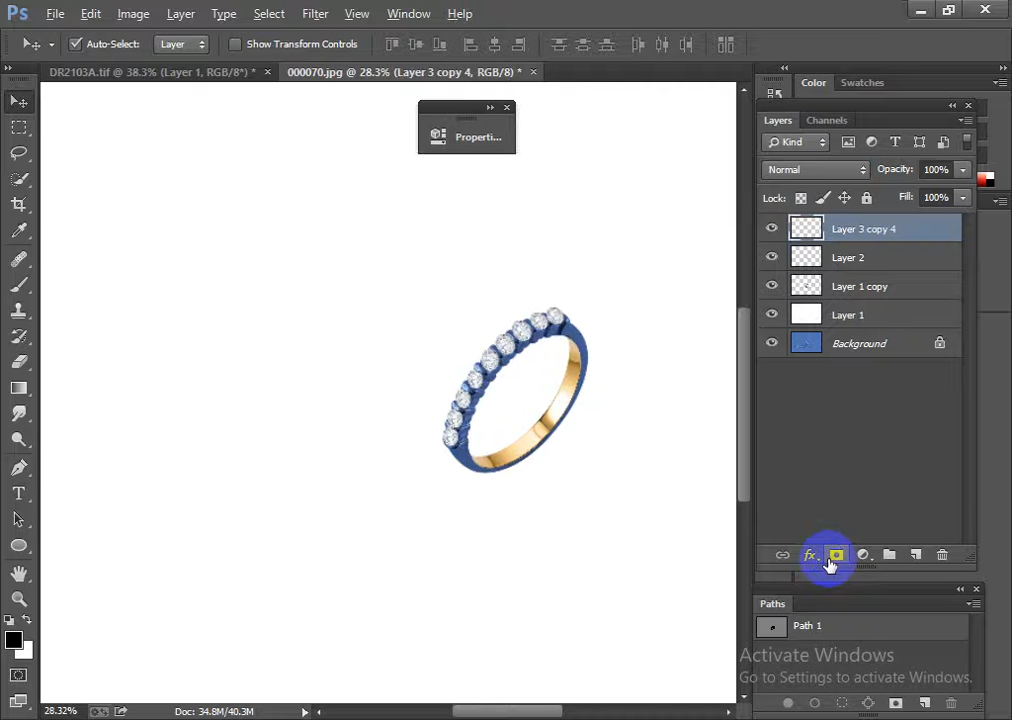 Ps File Edit Image Layer Type Select Filter View Window Help
Auto-Select: Layer Show Transform Controls
DR2103A.tif @ 38.3% (Layer 1, RGB/8*) * × 000070.jpg @ 28.3% (Layer 3 copy 4, RGB/8) * ×
Color Swatches
Properti...
Layers Channels
Kind
Normal Opacity: 100%
Lock: Fill: 100%
Layer 3 copy 4
Layer 2
Layer 1 copy
Layer 1
Background
fx
Paths
Path 1
Activate Windows
Go to Settings to activate Windows.
28.32% Doc: 34.8M/40.3M